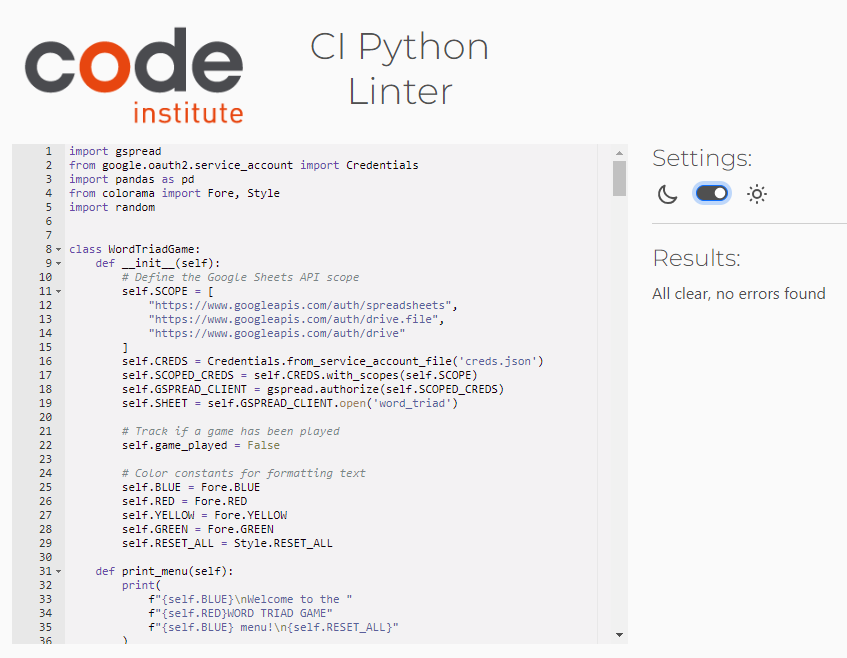 code
institute
CI Python
Linter
1 import gspread
2 from google.oauth2.service_account import Credentials
3 import pandas as pd
4 from colorama import Fore, Style
5 import random
6
7
8 class WordTriadGame:
9     def __init__(self):
10         # Define the Google Sheets API scope
11         self.SCOPE = [
12             "https://www.googleapis.com/auth/spreadsheets",
13             "https://www.googleapis.com/auth/drive.file",
14             "https://www.googleapis.com/auth/drive"
15         ]
16         self.CREDS = Credentials.from_service_account_file('creds.json')
17         self.SCOPED_CREDS = self.CREDS.with_scopes(self.SCOPE)
18         self.GSPREAD_CLIENT = gspread.authorize(self.SCOPED_CREDS)
19         self.SHEET = self.GSPREAD_CLIENT.open('word_triad')
20
21         # Track if a game has been played
22         self.game_played = False
23
24         # Color constants for formatting text
25         self.BLUE = Fore.BLUE
26         self.RED = Fore.RED
27         self.YELLOW = Fore.YELLOW
28         self.GREEN = Fore.GREEN
29         self.RESET_ALL = Style.RESET_ALL
30
31     def print_menu(self):
32         print(
33             f"{self.BLUE}\nWelcome to the "
34             f"{self.RED}WORD TRIAD GAME"
35             f"{self.BLUE} menu!\n{self.RESET_ALL}"
36         )
Settings:
Results:
All clear, no errors found